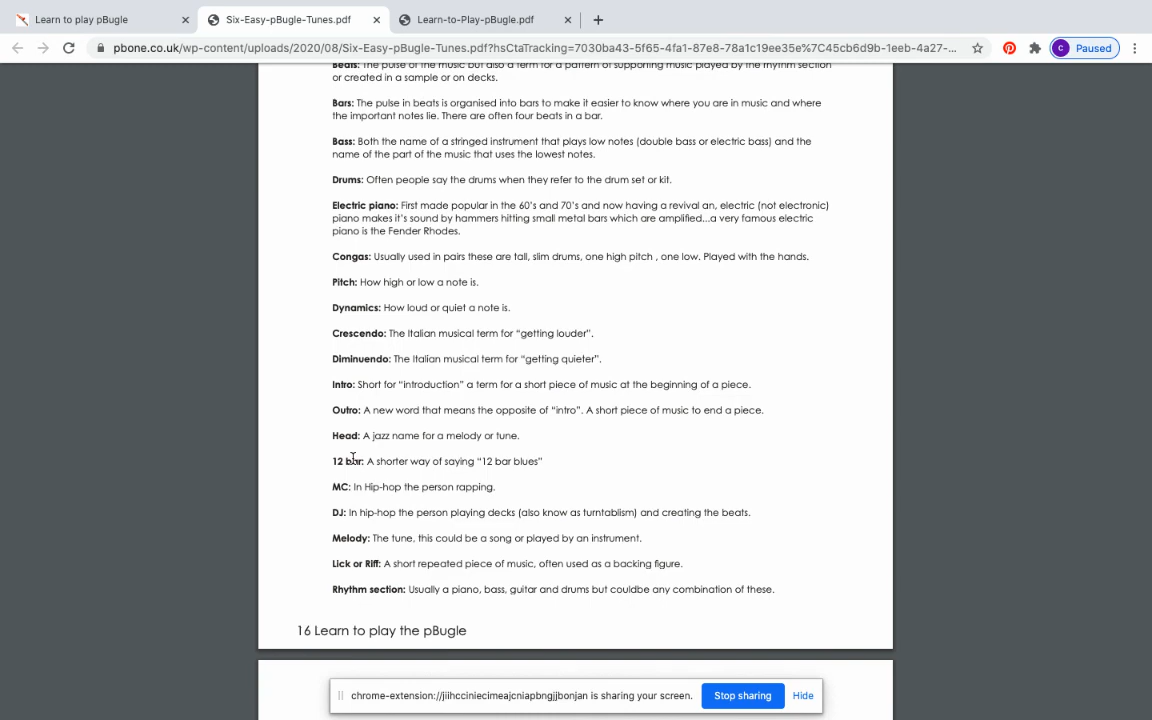 Learn to play pBugle
Six-Easy-pBugle-Tunes.pdf
Learn-to-Play-pBugle.pdf
pbone.co.uk/wp-content/uploads/2020/08/Six-Easy-pBugle-Tunes.pdf?hsCtaTracking=7030ba43-5f65-4fa1-87e8-78a1c19ee35e%7C45cb6d9b-1eeb-4a27-...
C Paused
Beats: The pulse of the music but also a term for a pattern of supporting music played by the rhythm section
or created in a sample or on decks.
Bars: The pulse in beats is organised into bars to make it easier to know where you are in music and where
the important notes lie. There are often four beats in a bar.
Bass: Both the name of a stringed instrument that plays low notes (double bass or electric bass) and the
name of the part of the music that uses the lowest notes.
Drums: Often people say the drums when they refer to the drum set or kit.
Electric piano: First made popular in the 60's and 70's and now having a revival an, electric (not electronic)
piano makes it's sound by hammers hitting small metal bars which are amplified...a very famous electric
piano is the Fender Rhodes.
Congas: Usually used in pairs these are tall, slim drums, one high pitch , one low. Played with the hands.
Pitch: How high or low a note is.
Dynamics: How loud or quiet a note is.
Crescendo: The Italian musical term for "getting louder".
Diminuendo: The Italian musical term for "getting quieter".
Intro: Short for "introduction" a term for a short piece of music at the beginning of a piece.
Outro: A new word that means the opposite of "intro". A short piece of music to end a piece.
Head: A jazz name for a melody or tune.
12 bar: A shorter way of saying "12 bar blues"
MC: In Hip-hop the person rapping.
DJ: In hip-hop the person playing decks (also know as turntablism) and creating the beats.
Melody: The tune, this could be a song or played by an instrument.
Lick or Riff: A short repeated piece of music, often used as a backing figure.
Rhythm section: Usually a piano, bass, guitar and drums but couldbe any combination of these.
16 Learn to play the pBugle
chrome-extension://jiihcciniecimeajcniapbngjjbonjan is sharing your screen.
Stop sharing
Hide